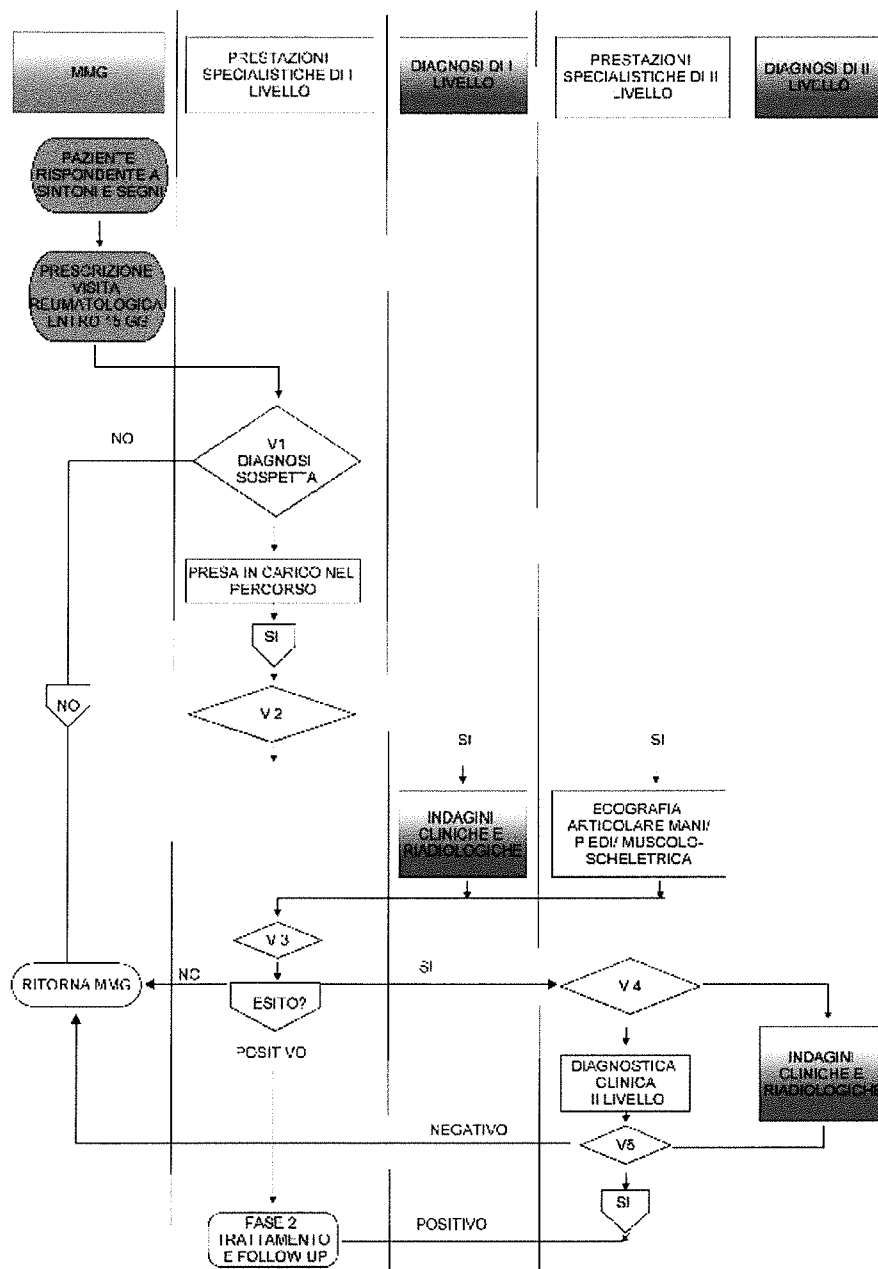 MMG
PRESTAZIONI
SPECIALISTICHE DI I
LIVELLO
DIAGNOSI DI I
LIVELLO
PRESTAZIONI
SPECIALISTICHE DI II
LIVELLO
DIAGNOSI DI II
LIVELLO
PAZIENTE
RISPONDENTE A
SINTONI E SEGNI
PRESCRIZIONE
VISITA
REUMATOLOGICA
ENTRO 15 GG
NO
V1
DIAGNOSI
SOSPETTA
PRESA IN CARICO NEL
PERCORSO
SI
NO
V 2
SI
SI
INDAGINI
CLINICHE E
RIADIOLOGICHE
ECOGRAFIA
ARTICOLARE MANI/
PIEDI/ MUSCOLO-
SCHELETRICA
V 3
RITORNA MMG
NO
ESITO?
SI
V 4
POSITIVO
DIAGNOSTICA
CLINICA
II LIVELLO
INDAGINI
CLINICHE E
RIADIOLOGICHE
NEGATIVO
V5
SI
FASE 2
TRATTAMENTO
E FOLLOW UP
POSITIVO